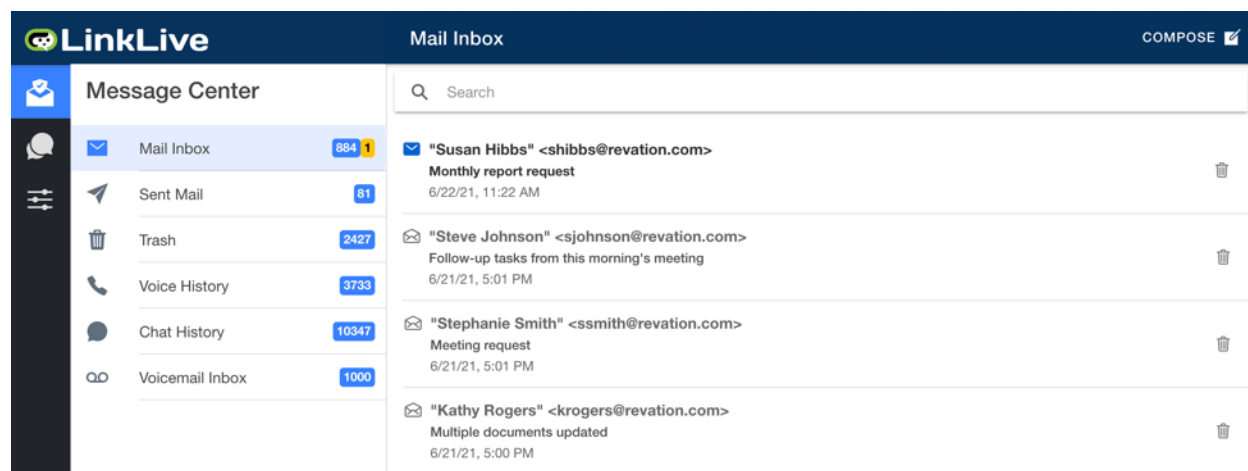 LinkLive
Mail Inbox
COMPOSE
Message Center
Search
Mail Inbox 884 1
Sent Mail 81
Trash 2427
Voice History 3733
Chat History 10347
Voicemail Inbox 1000
"Susan Hibbs" <shibbs@revation.com>
Monthly report request
6/22/21, 11:22 AM
"Steve Johnson" <sjohnson@revation.com>
Follow-up tasks from this morning's meeting
6/21/21, 5:01 PM
"Stephanie Smith" <ssmith@revation.com>
Meeting request
6/21/21, 5:01 PM
"Kathy Rogers" <krogers@revation.com>
Multiple documents updated
6/21/21, 5:00 PM